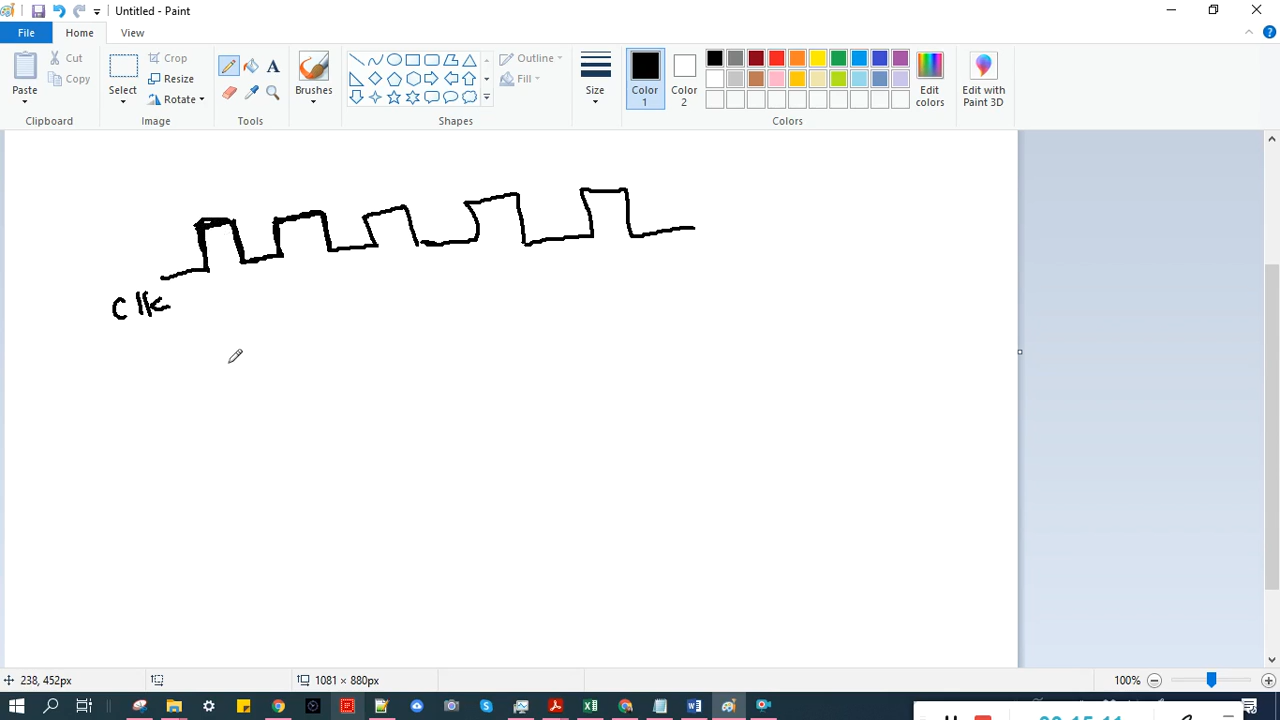 Untitled - Paint
File
Home
View
Paste
Cut
Copy
Clipboard
Select
Crop
Resize
Rotate
Image
A
Tools
Brushes
Shapes
Outline
Fill
Size
Color 1
Color 2
Edit colors
Edit with Paint 3D
Colors
Clk
238, 452px
1081 × 880px
100%